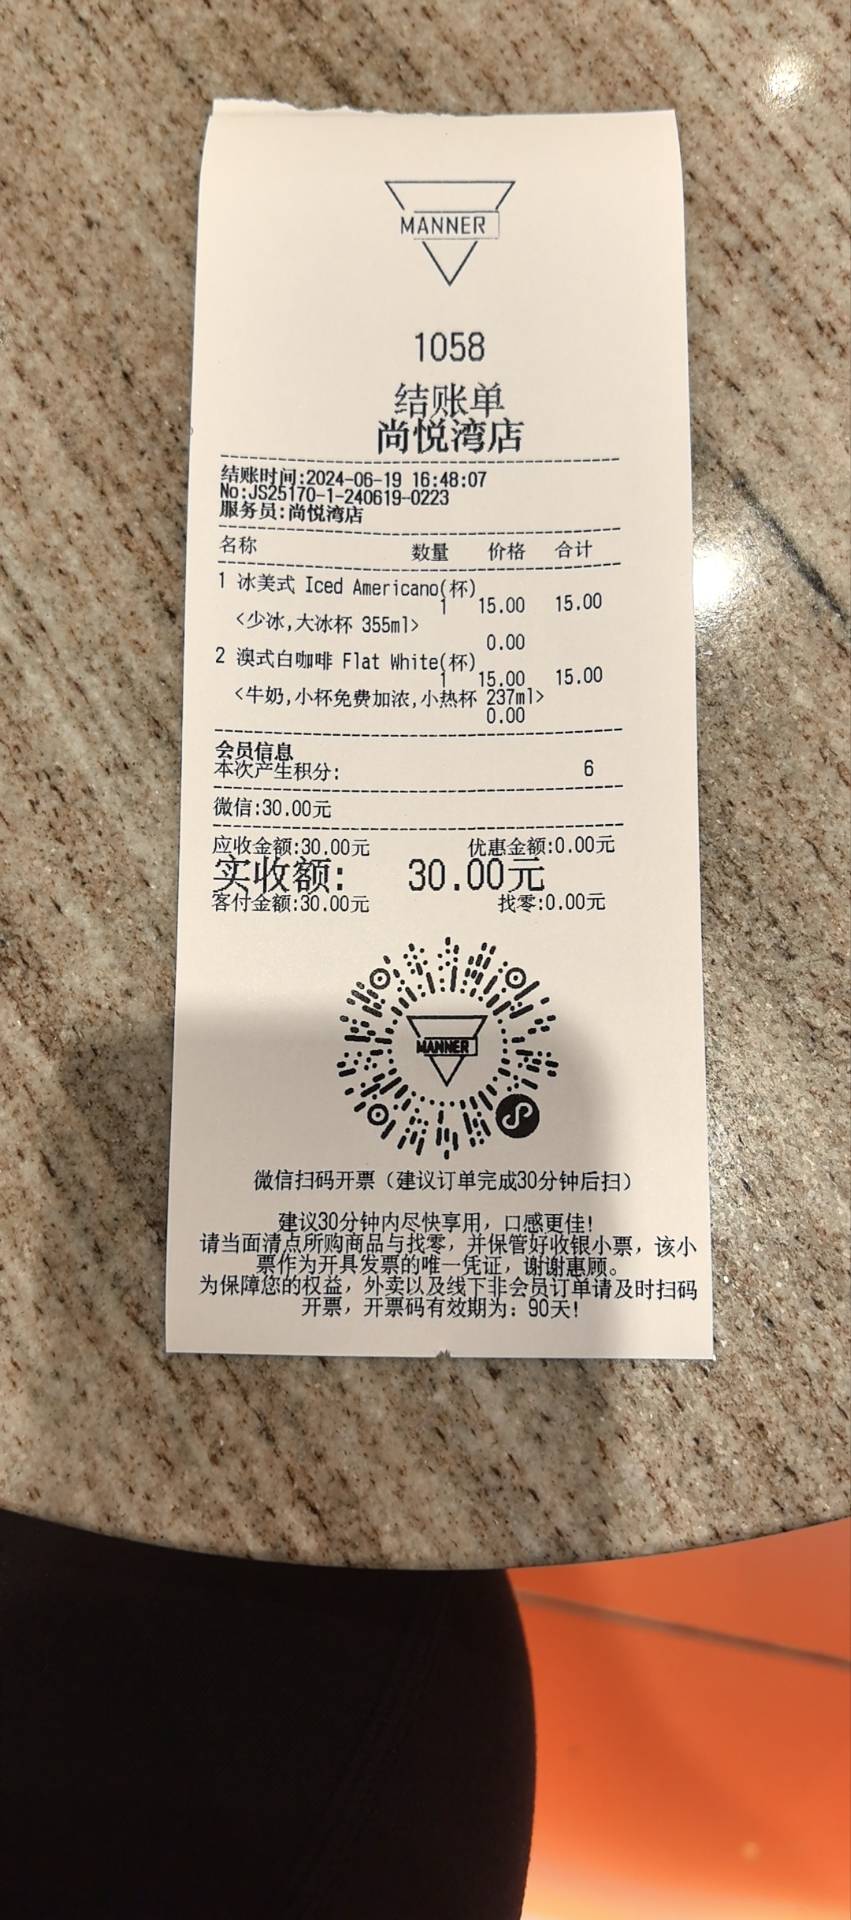 MANNER
1058
结账单
尚悦湾店
结账时间:2024-06-19 16:48:07
No:JS25170-1-240619-0223
服务员:尚悦湾店
名称 数量 价格 合计
1 冰美式 Iced Americano(杯)
1 15.00 15.00
<少冰,大冰杯 355ml>
0.00
2 澳式白咖啡 Flat White(杯)
1 15.00 15.00
<牛奶,小杯免费加浓,小热杯 237ml>
0.00
会员信息
本次产生积分: 6
微信:30.00元
应收金额:30.00元 优惠金额:0.00元
实收额: 30.00元
客付金额:30.00元 找零:0.00元
MANNER
微信扫码开票（建议订单完成30分钟后扫）
建议30分钟内尽快享用，口感更佳!
请当面清点所购商品与找零，并保管好收银小票，该小
票作为开具发票的唯一凭证，谢谢惠顾。
为保障您的权益，外卖以及线下非会员订单请及时扫码
开票，开票码有效期为：90天!